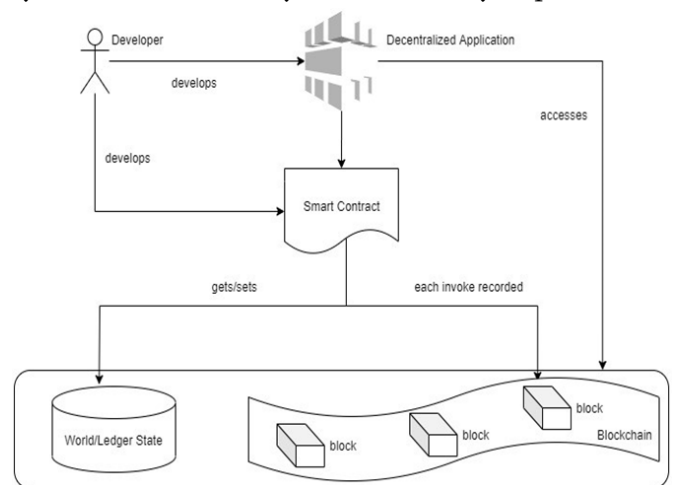 Developer
Decentralized Application
develops
accesses
develops
Smart Contract
gets/sets
each invoke recorded
block
World/Ledger State
block
block
Blockchain